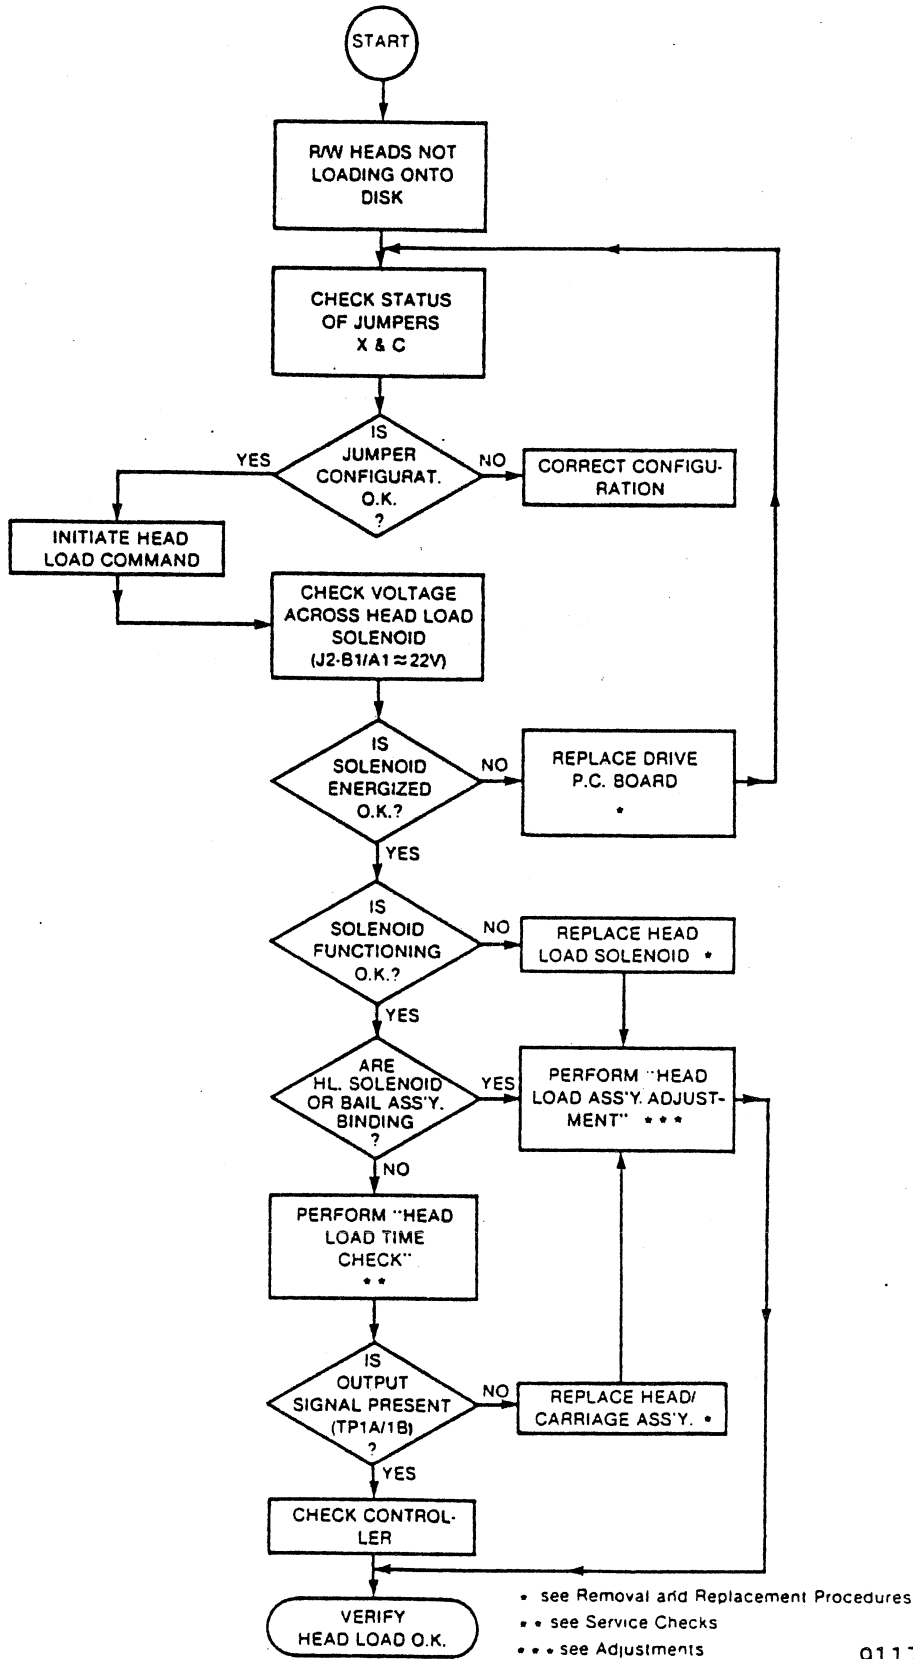 START
R/W HEADS NOT
LOADING ONTO
DISK
CHECK STATUS
OF JUMPERS
X & C
IS
JUMPER
CONFIGURAT.
O.K.
?
YES
NO
CORRECT CONFIGU-
RATION
INITIATE HEAD
LOAD COMMAND
CHECK VOLTAGE
ACROSS HEAD LOAD
SOLENOID
(J2-B1/A1≈22V)
IS
SOLENOID
ENERGIZED
O.K.?
NO
REPLACE DRIVE
P.C. BOARD
*
YES
IS
SOLENOID
FUNCTIONING
O.K.?
NO
REPLACE HEAD
LOAD SOLENOID *
YES
ARE
HL. SOLENOID
OR BAIL ASS'Y.
BINDING
?
YES
PERFORM "HEAD
LOAD ASS'Y. ADJUST-
MENT" ***
NO
PERFORM "HEAD
LOAD TIME
CHECK"
**
IS
OUTPUT
SIGNAL PRESENT
(TP1A/1B)
?
NO
REPLACE HEAD/
CARRIAGE ASS'Y. *
YES
CHECK CONTROL-
LER
VERIFY
HEAD LOAD O.K.
* see Removal and Replacement Procedures
** see Service Checks
*** see Adjustments